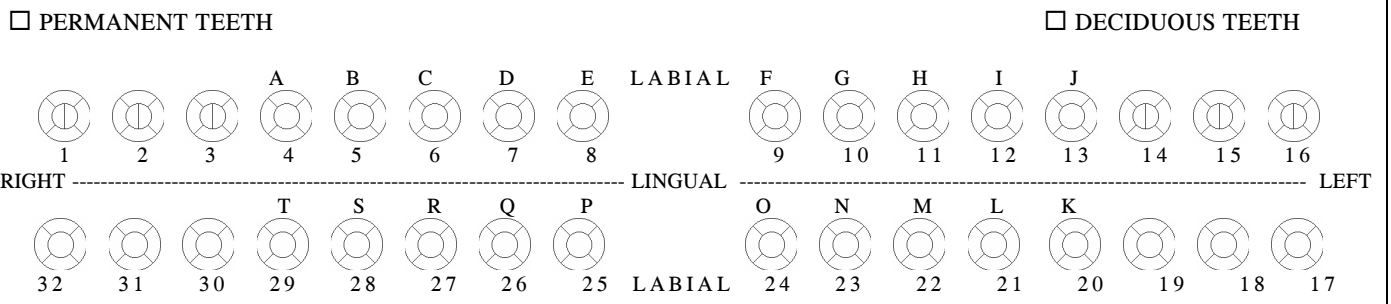 ☐ PERMANENT TEETH ☐ DECIDUOUS TEETH
A B C D E LABIAL F G H I J
1 2 3 4 5 6 7 8 9 10 11 12 13 14 15 16
RIGHT ---------- LINGUAL ---------- LEFT
T S R Q P O N M L K
32 31 30 29 28 27 26 25 LABIAL 24 23 22 21 20 19 18 17